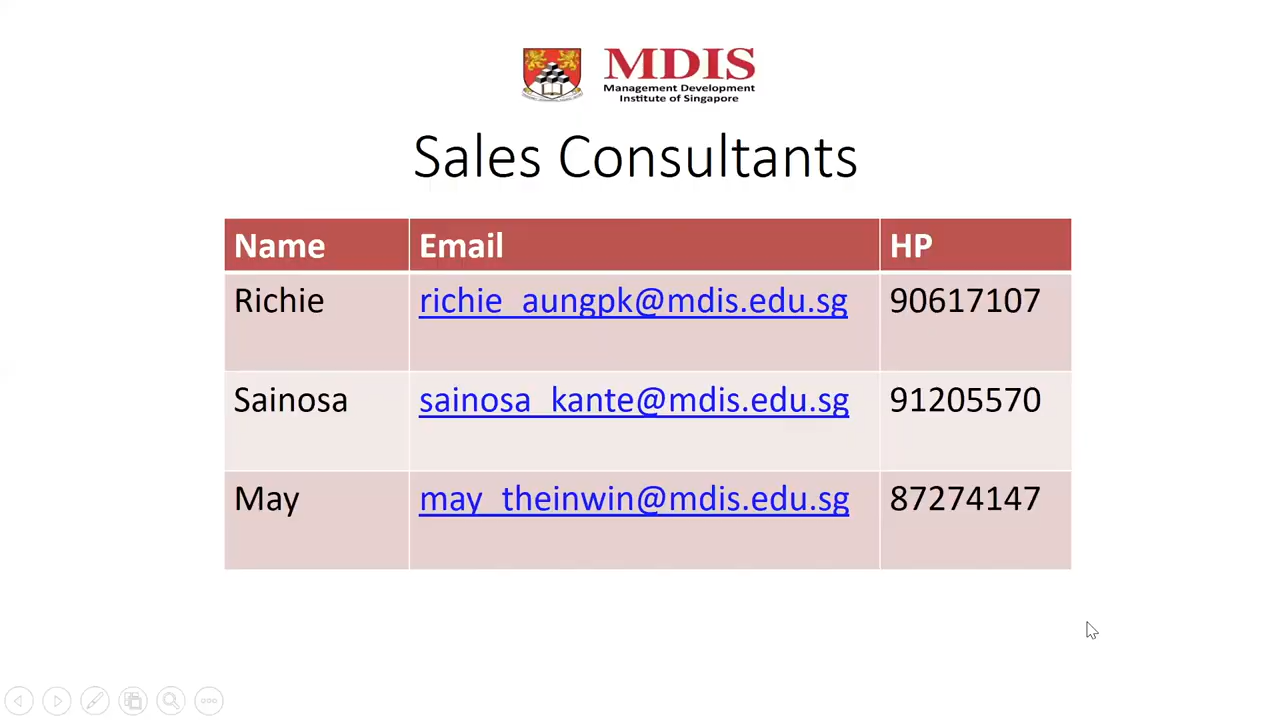 MDIS
Management Development
Institute of Singapore
Sales Consultants
Name Email HP
Richie richie_aungpk@mdis.edu.sg 90617107
Sainosa sainosa_kante@mdis.edu.sg 91205570
May may_theinwin@mdis.edu.sg 87274147